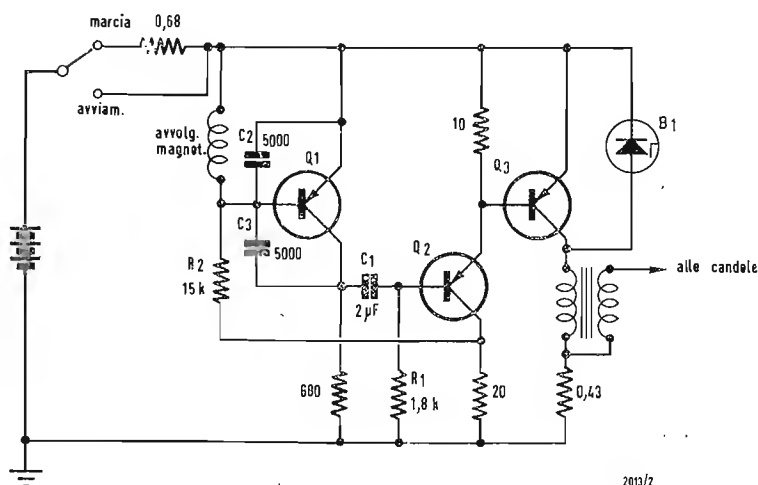 marcia
0,68
avviam.
avvolg.
magnet.
C2
5000
Q1
10
Q3
B1
C3
5000
R2
15 k
C1
2 µF
Q2
alle candele
680
R1
1,8 k
20
0,43
2013/2